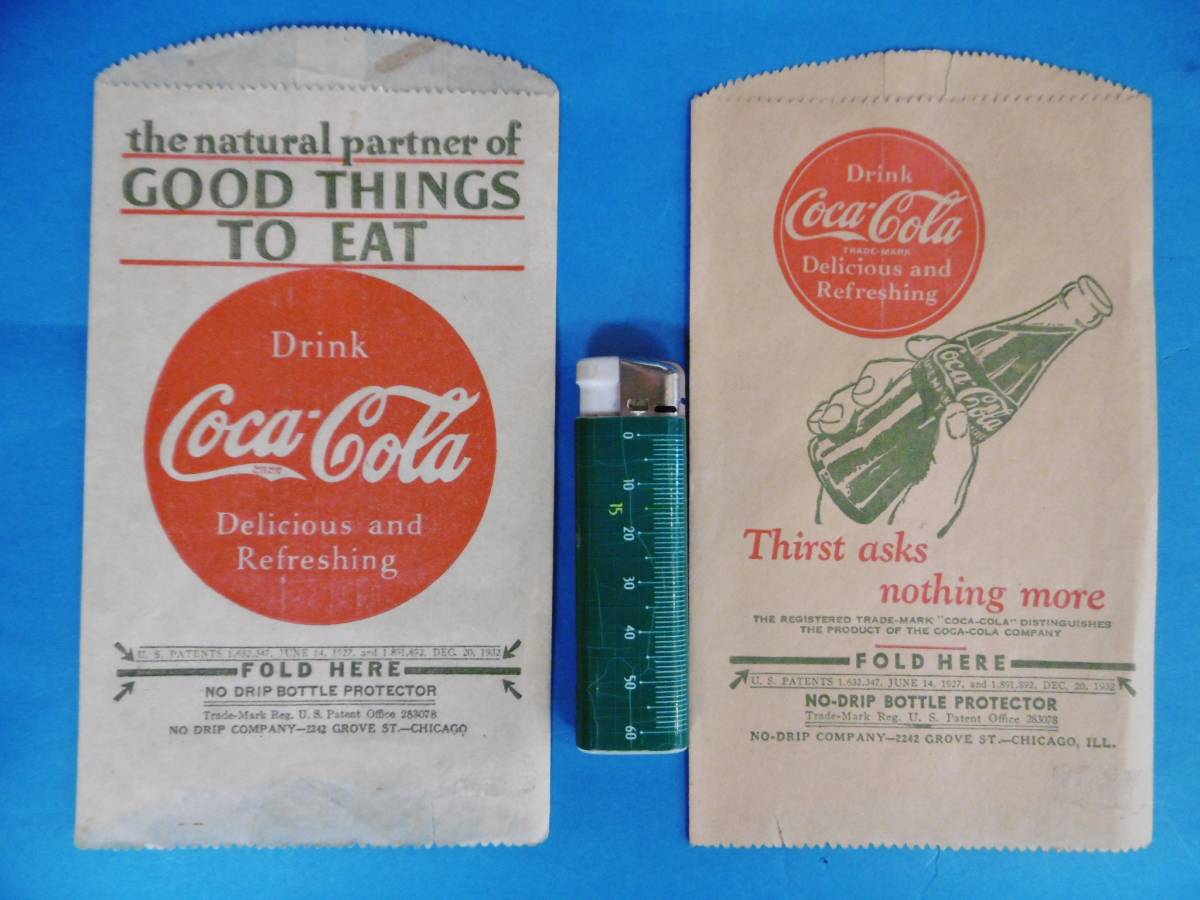 the natural partner of
GOOD THINGS
TO EAT
Drink
Coca-Cola
Delicious and
Refreshing
U. S. PATENTS 1,632,347, JUNE 14, 1927, and 1,891,892, DEC. 20, 1932
FOLD HERE
NO DRIP BOTTLE PROTECTOR
Trade-Mark Reg. U. S. Patent Office 283078
NO DRIP COMPANY—2242 GROVE ST.—CHICAGO
0
10
15
20
30
40
50
60
Drink
Coca-Cola
TRADE-MARK
Delicious and
Refreshing
Coca-Cola
Thirst asks
nothing more
THE REGISTERED TRADE-MARK "COCA-COLA" DISTINGUISHES
THE PRODUCT OF THE COCA-COLA COMPANY
FOLD HERE
U. S. PATENTS 1,632,347, JUNE 14, 1927, and 1,891,892, DEC. 20, 1932
NO-DRIP BOTTLE PROTECTOR
Trade-Mark Reg. U. S. Patent Office 283078
NO-DRIP COMPANY—2242 GROVE ST.—CHICAGO, ILL.